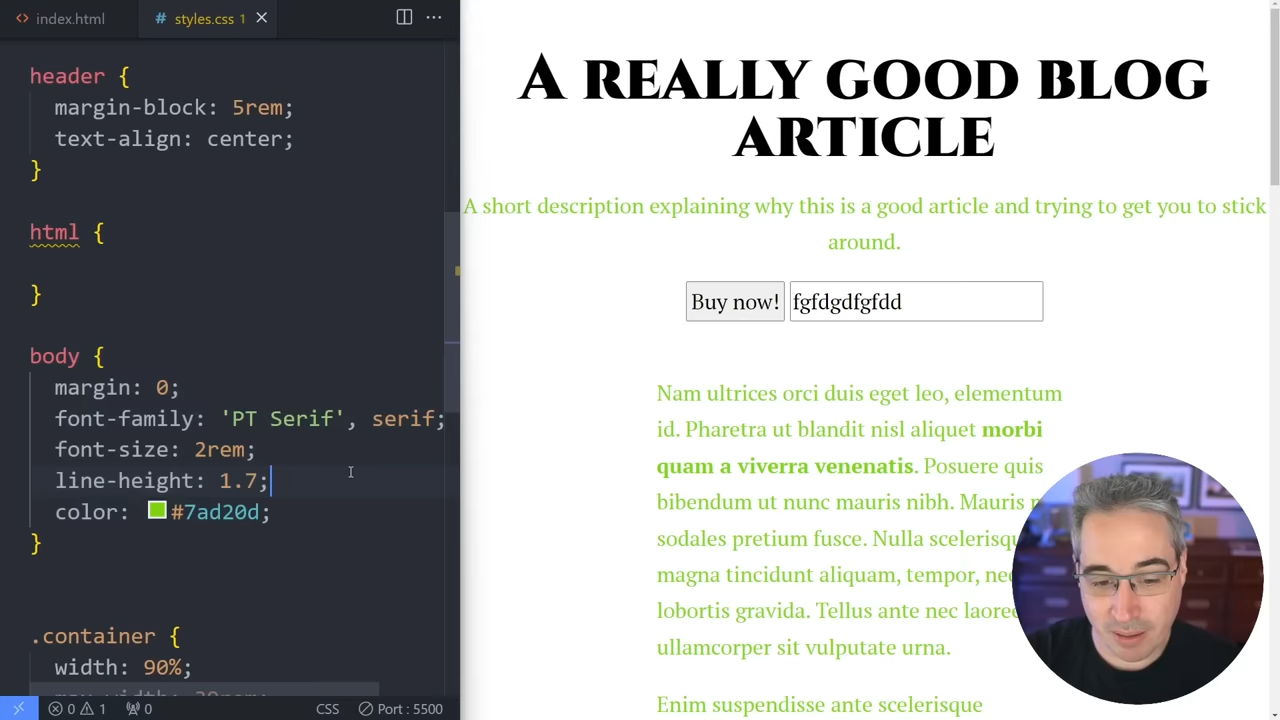 index.html
# styles.css 1
header {
margin-block: 5rem;
text-align: center;
}
html {
}
body {
margin: 0;
font-family: 'PT Serif', serif;
font-size: 2rem;
line-height: 1.7;
color: #7ad20d;
}
.container {
width: 90%;
0 1 0
CSS
Port : 5500
A REALLY GOOD BLOG
ARTICLE
A short description explaining why this is a good article and trying to get you to stick
around.
Buy now! fgfdgdfgfdd
Nam ultrices orci duis eget leo, elementum
id. Pharetra ut blandit nisl aliquet morbi
quam a viverra venenatis. Posuere quis
bibendum ut nunc mauris nibh. Mauris
sodales pretium fusce. Nulla
magna tincidunt aliquam, tempor,
lobortis gravida. Tellus ante nec
ullamcorper sit vulputate urna.
Enim suspendisse ante scelerisque